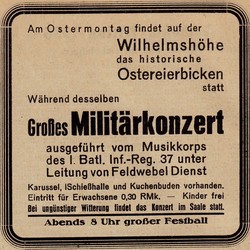 Am Ostermontag findet auf der
Wilhelmshöhe
das historische
Ostereierbicken
statt
Während desselben
Großes Militärkonzert
ausgeführt vom Musikkorps
des I. Batl. Inf.-Reg. 37 unter
Leitung von Feldwebel Dienst
Karussel, ISchießhalle und Kuchenbuden vorhanden.
Eintritt für Erwachsene 0,30 RMk. — Kinder frei
Bei ungünstiger Witterung findet das Konzert im Saale statt.
Abends 8 Uhr großer Festball